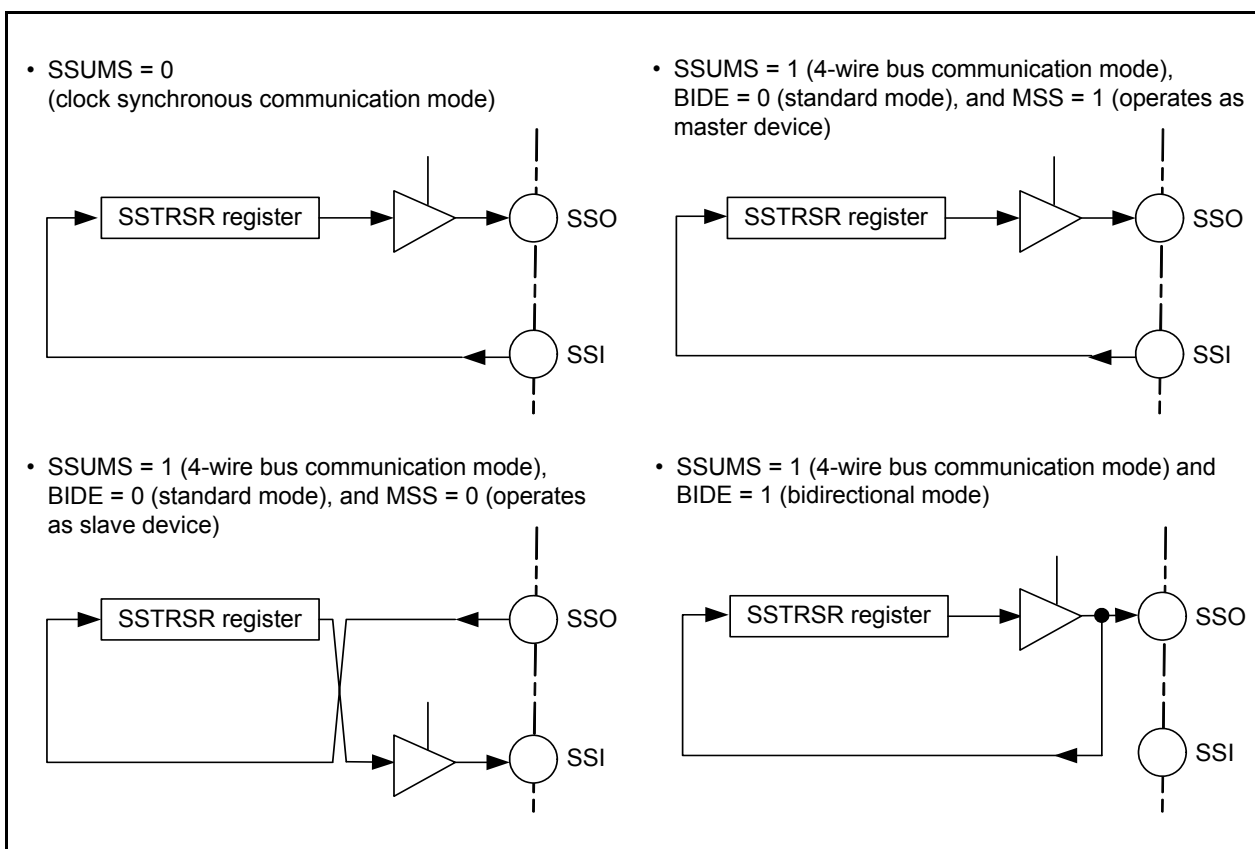 • SSUMS = 0
(clock synchronous communication mode)
SSTRSR register
SSO
SSI
• SSUMS = 1 (4-wire bus communication mode),
BIDE = 0 (standard mode), and MSS = 1 (operates as
master device)
SSTRSR register
SSO
SSI
• SSUMS = 1 (4-wire bus communication mode),
BIDE = 0 (standard mode), and MSS = 0 (operates
as slave device)
SSTRSR register
SSO
SSI
• SSUMS = 1 (4-wire bus communication mode) and
BIDE = 1 (bidirectional mode)
SSTRSR register
SSO
SSI